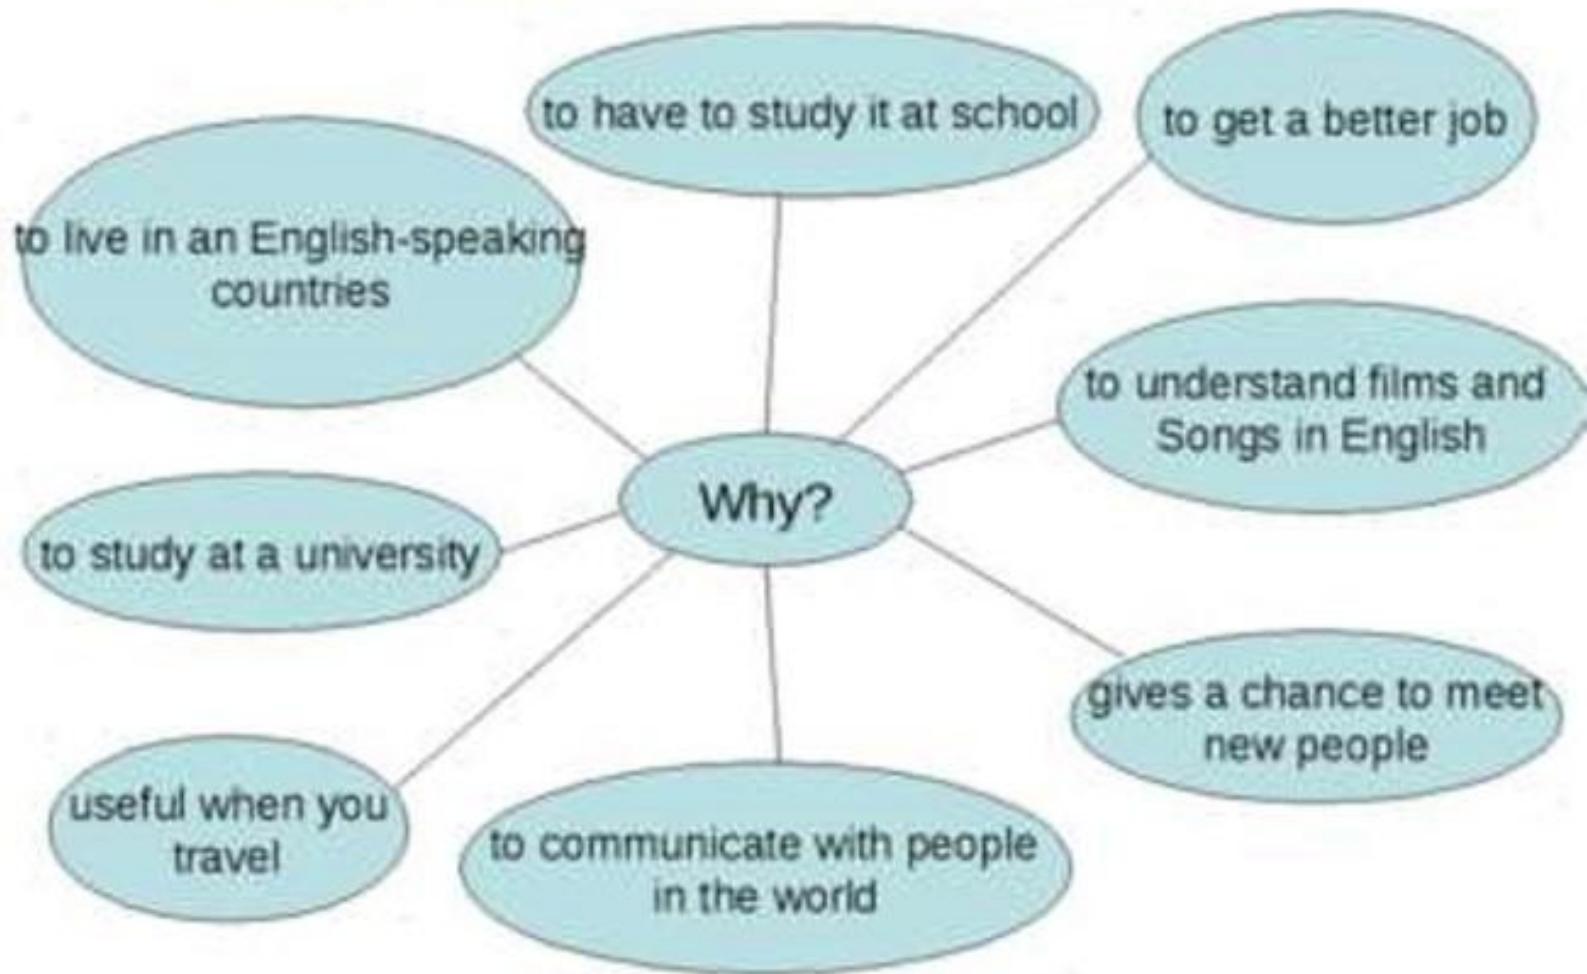 to have to study it at school
to get a better job
to live in an English-speaking
countries
to understand films and
Songs in English
Why?
to study at a university
gives a chance to meet
new people
useful when you
travel
to communicate with people
in the world